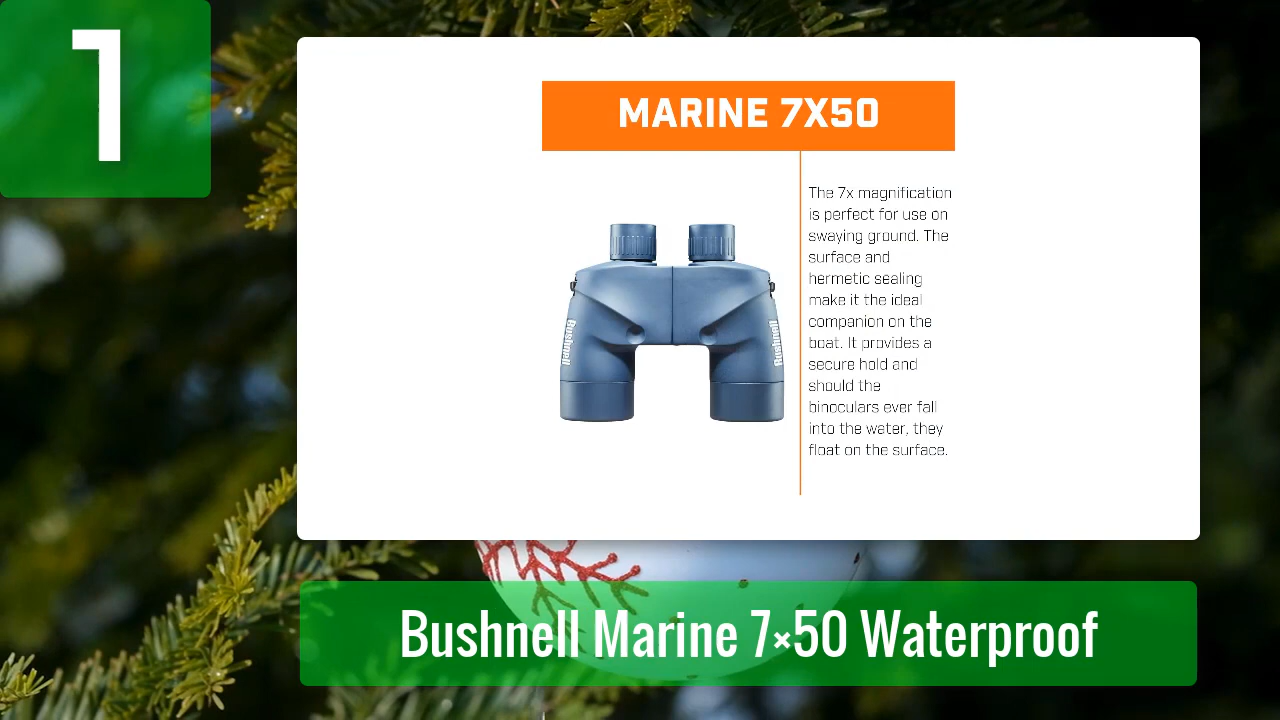 1
MARINE 7X50
The 7x magnification
is perfect for use on
swaying ground. The
surface and
hermetic sealing
make it the ideal
companion on the
boat. It provides a
secure hold and
should the
binoculars ever fall
into the water, they
float on the surface.
Bushnell
Bushnell
Bushnell Marine 7×50 Waterproof